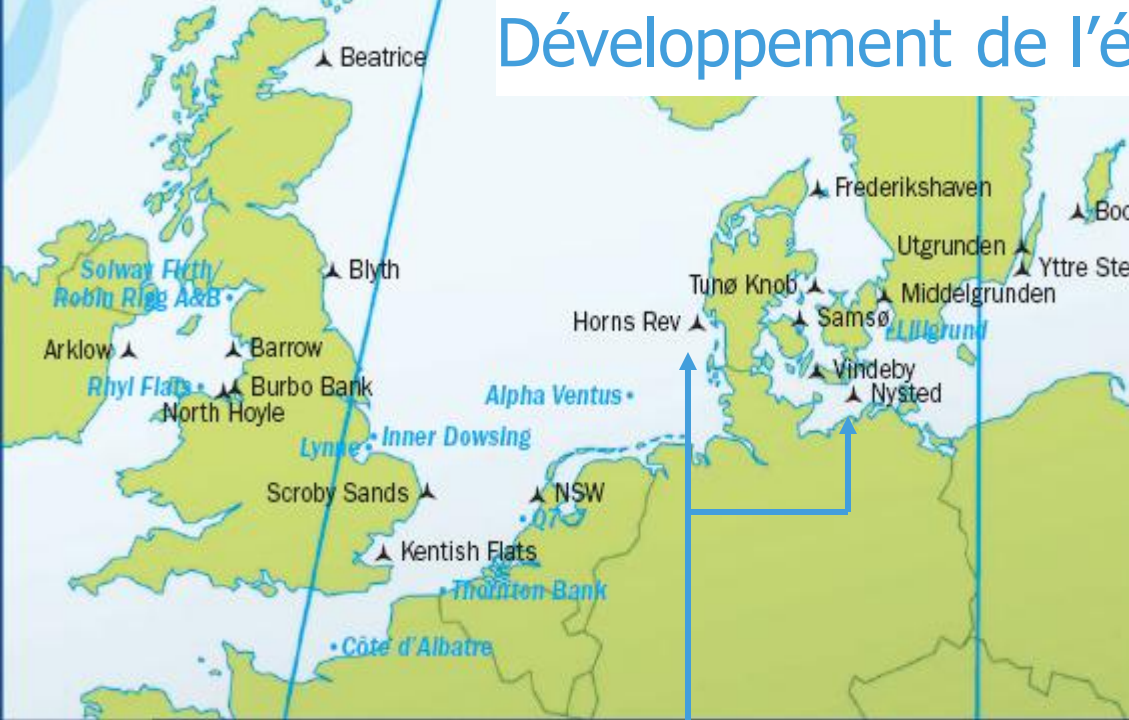 Développement de l’é
Beatrice
Frederikshaven
Boc
Utgrunden
Yttre Ste
Solway Firth/
Robin Rigg A&B
Blyth
Tunø Knob
Middelgrunden
Horns Rev
Samsø
Lillgrund
Arklow
Barrow
Rhyl Flats
Burbo Bank
North Hoyle
Alpha Ventus
Vindeby
Nysted
Inner Dowsing
Lynne
Scroby Sands
NSW
Q7
Kentish Flats
Thornton Bank
Côte d’Albatre